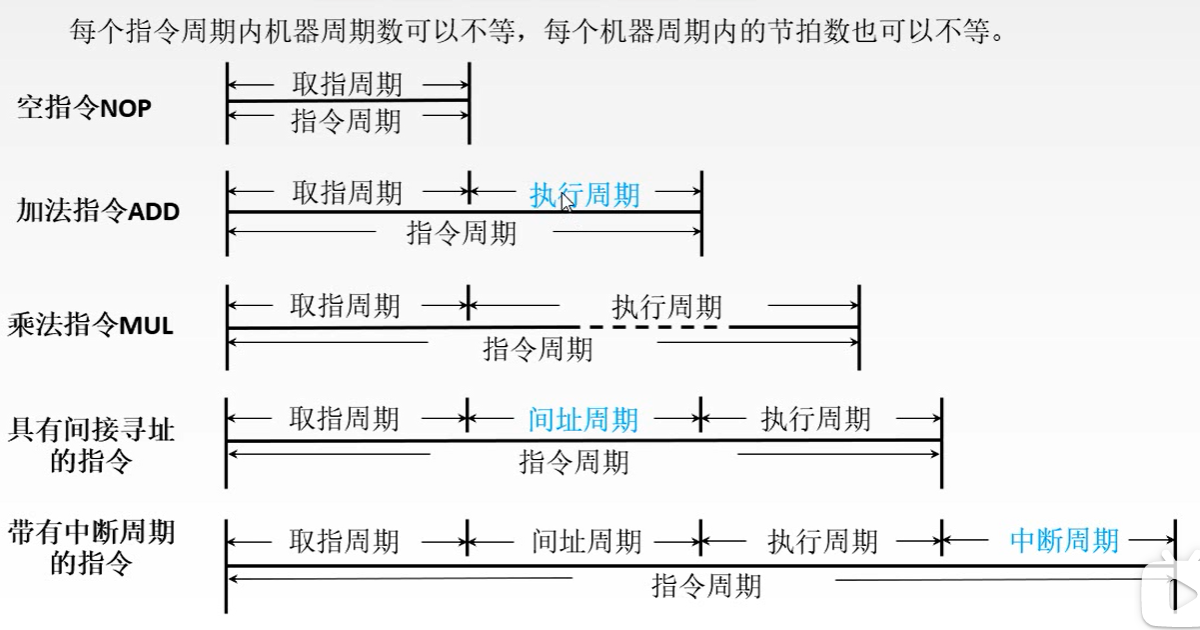 每个指令周期内机器周期数可以不等，每个机器周期内的节拍数也可以不等。
取指周期
空指令NOP
指令周期
取指周期 执行周期
加法指令ADD
指令周期
取指周期 执行周期
乘法指令MUL
指令周期
取指周期 间址周期 执行周期
具有间接寻址
的指令
指令周期
带有中断周期
的指令
取指周期 间址周期 执行周期 中断周期
指令周期